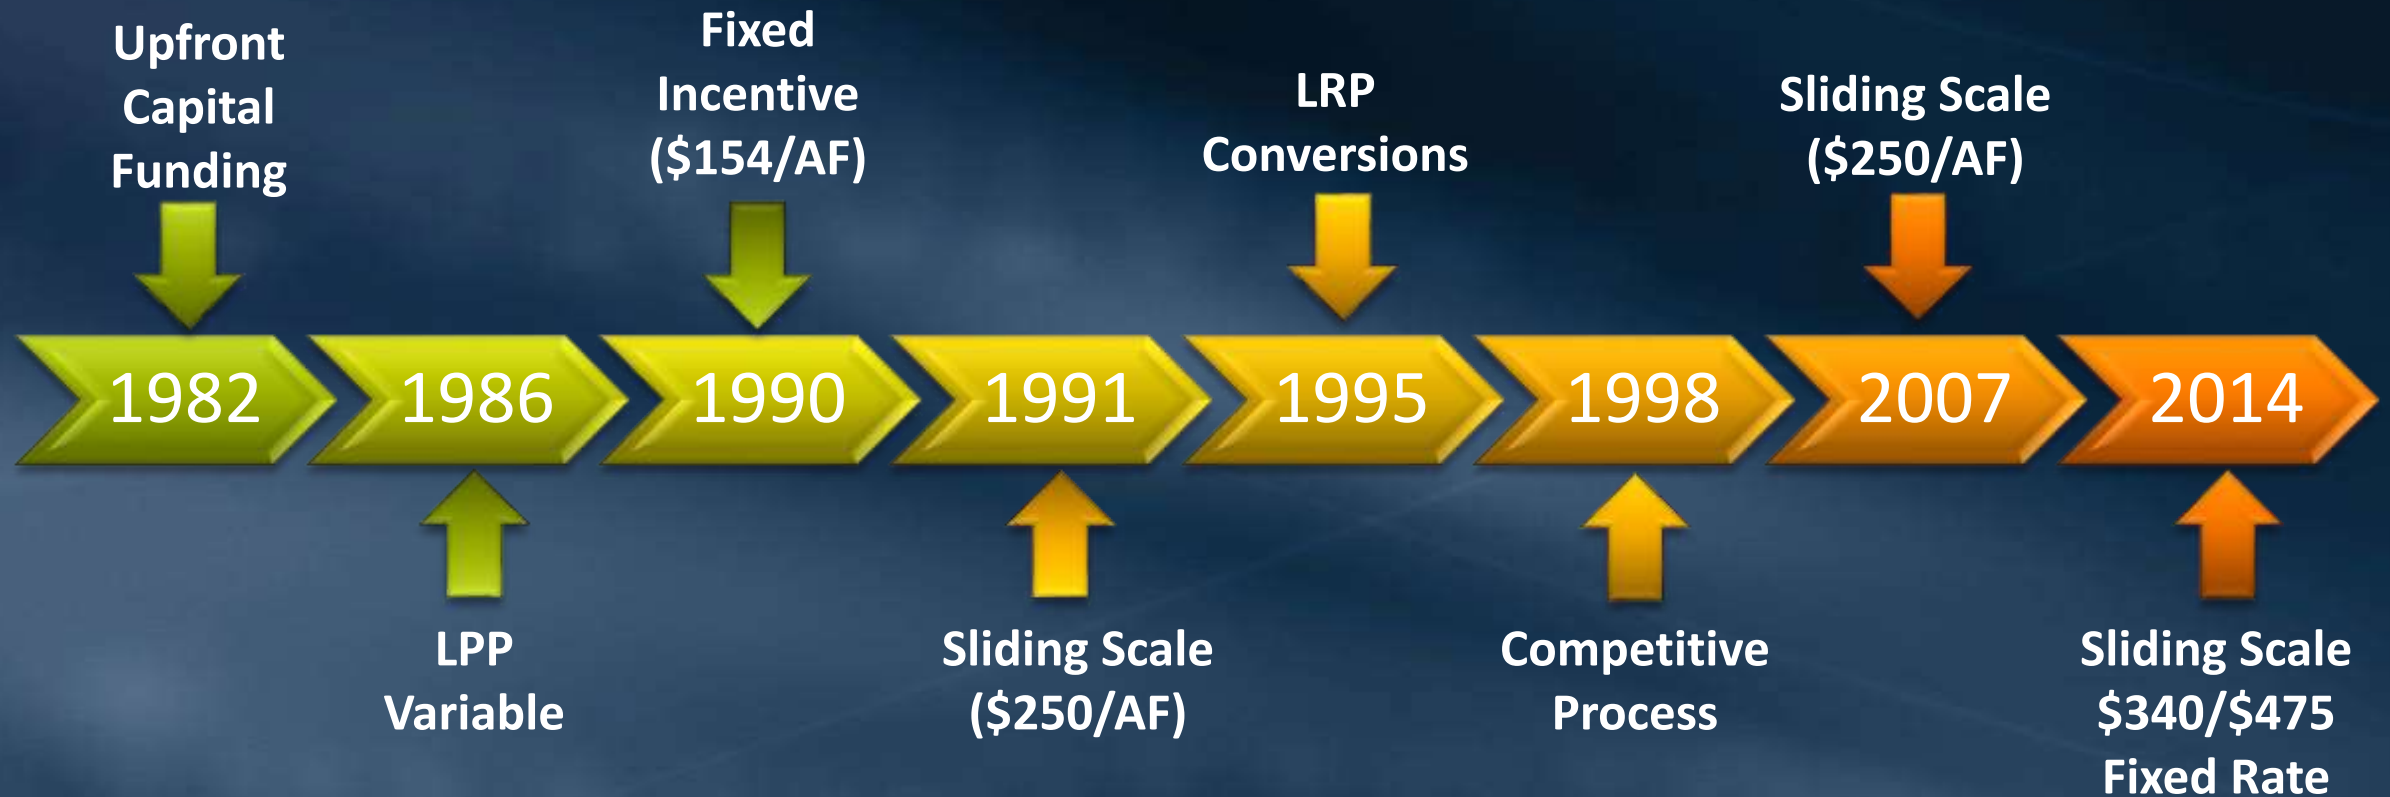 Upfront
Capital
Funding
Fixed
Incentive
($154/AF)
LRP
Conversions
Sliding Scale
($250/AF)
1982
1986
1990
1991
1995
1998
2007
2014
LPP
Variable
Sliding Scale
($250/AF)
Competitive
Process
Sliding Scale
$340/$475
Fixed Rate